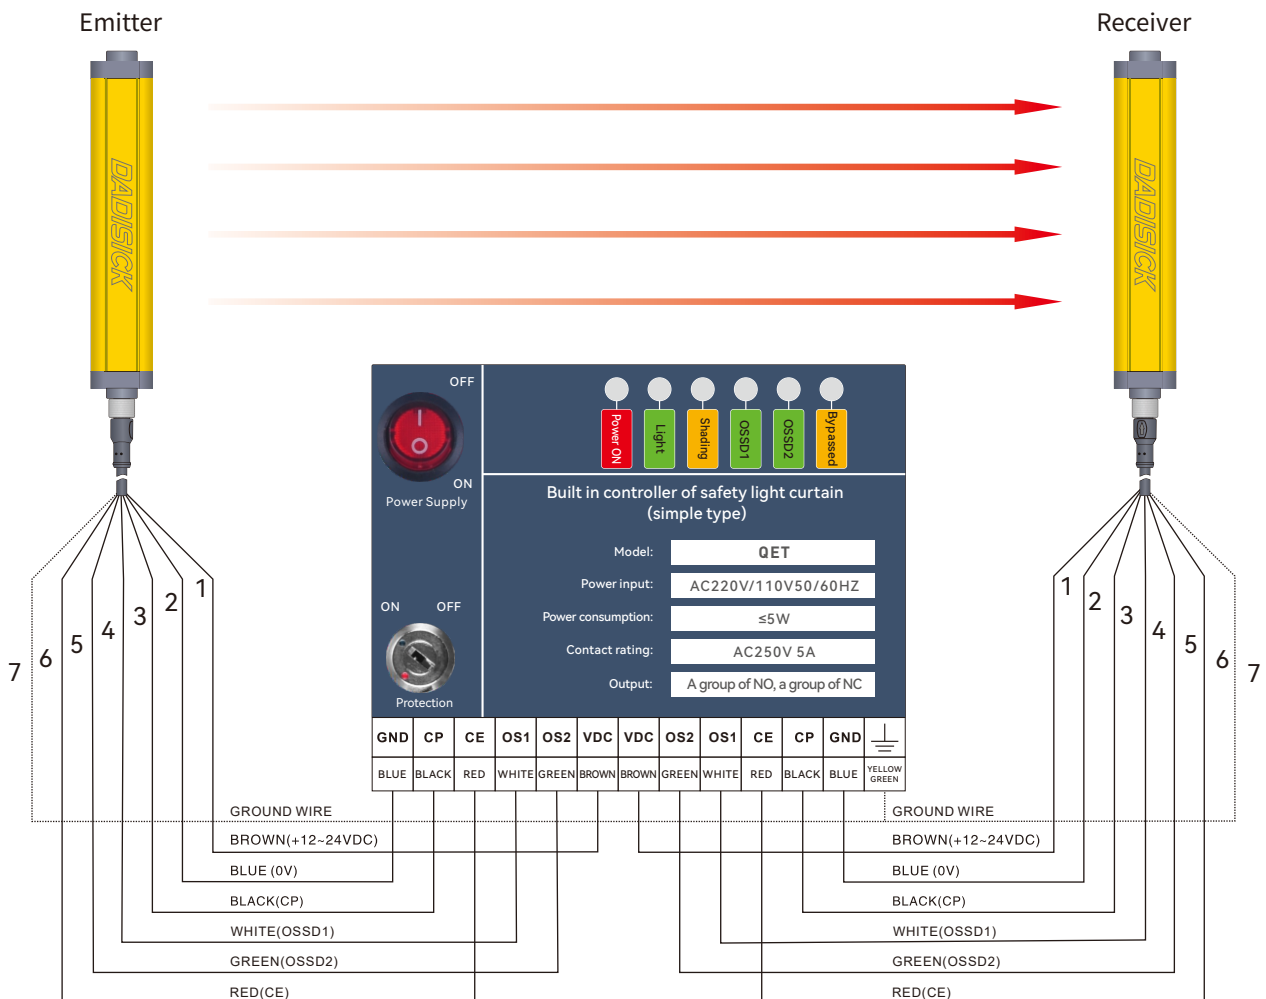 Emitter
Receiver
DADISICK
DADISICK
OFF
ON
Power Supply
Power ON
Light
Shading
OSSD1
OSSD2
Bypassed
Built in controller of safety light curtain
(simple type)
Model: QET
Power input: AC220V/110V50/60HZ
Power consumption: ≤5W
Contact rating: AC250V 5A
Output: A group of NO, a group of NC
ON OFF
Protection
GND CP CE OS1 OS2 VDC VDC OS2 OS1 CE CP GND
BLUE BLACK RED WHITE GREEN BROWN BROWN GREEN WHITE RED BLACK BLUE YELLOW GREEN
7 6 5 4 3 2 1
1 2 3 4 5 6 7
GROUND WIRE
BROWN(+12~24VDC)
BLUE (0V)
BLACK(CP)
WHITE(OSSD1)
GREEN(OSSD2)
RED(CE)
GROUND WIRE
BROWN(+12~24VDC)
BLUE (0V)
BLACK(CP)
WHITE(OSSD1)
GREEN(OSSD2)
RED(CE)